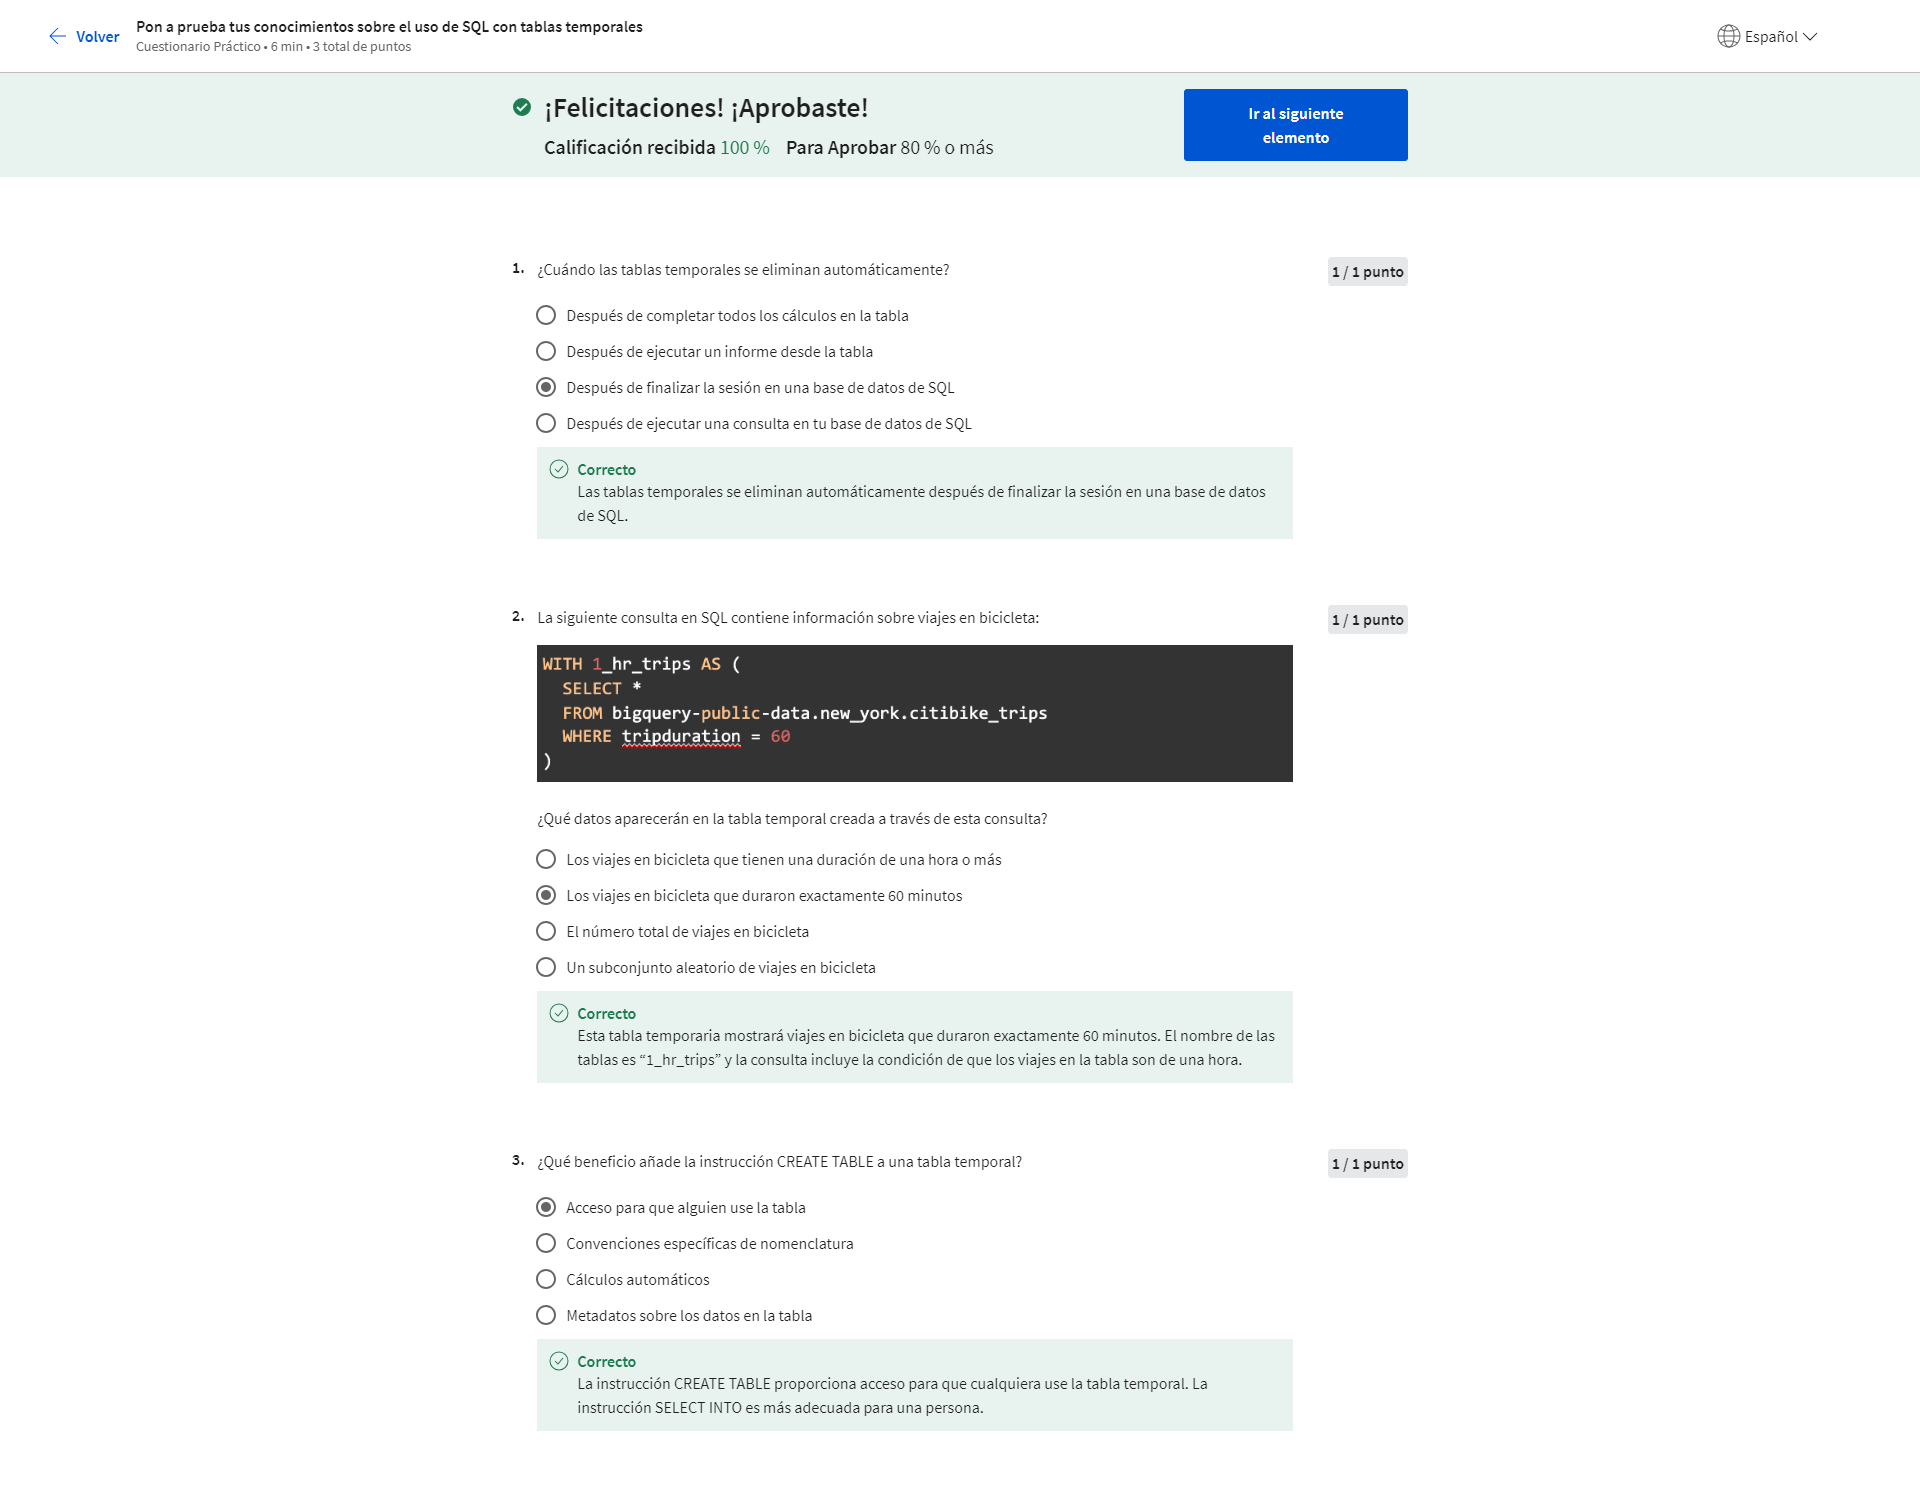 Volver
Pon a prueba tus conocimientos sobre el uso de SQL con tablas temporales
Cuestionario Práctico • 6 min • 3 total de puntos
Español
¡Felicitaciones! ¡Aprobaste!
Calificación recibida 100 % Para Aprobar 80 % o más
Ir al siguiente
elemento
1. ¿Cuándo las tablas temporales se eliminan automáticamente?
1 / 1 punto
Después de completar todos los cálculos en la tabla
Después de ejecutar un informe desde la tabla
Después de finalizar la sesión en una base de datos de SQL
Después de ejecutar una consulta en tu base de datos de SQL
Correcto
Las tablas temporales se eliminan automáticamente después de finalizar la sesión en una base de datos
de SQL.
2. La siguiente consulta en SQL contiene información sobre viajes en bicicleta:
1 / 1 punto
WITH 1_hr_trips AS (
SELECT *
FROM bigquery-public-data.new_york.citibike_trips
WHERE tripduration = 60
)
¿Qué datos aparecerán en la tabla temporal creada a través de esta consulta?
Los viajes en bicicleta que tienen una duración de una hora o más
Los viajes en bicicleta que duraron exactamente 60 minutos
El número total de viajes en bicicleta
Un subconjunto aleatorio de viajes en bicicleta
Correcto
Esta tabla temporaria mostrará viajes en bicicleta que duraron exactamente 60 minutos. El nombre de las
tablas es “1_hr_trips” y la consulta incluye la condición de que los viajes en la tabla son de una hora.
3. ¿Qué beneficio añade la instrucción CREATE TABLE a una tabla temporal?
1 / 1 punto
Acceso para que alguien use la tabla
Convenciones específicas de nomenclatura
Cálculos automáticos
Metadatos sobre los datos en la tabla
Correcto
La instrucción CREATE TABLE proporciona acceso para que cualquiera use la tabla temporal. La
instrucción SELECT INTO es más adecuada para una persona.